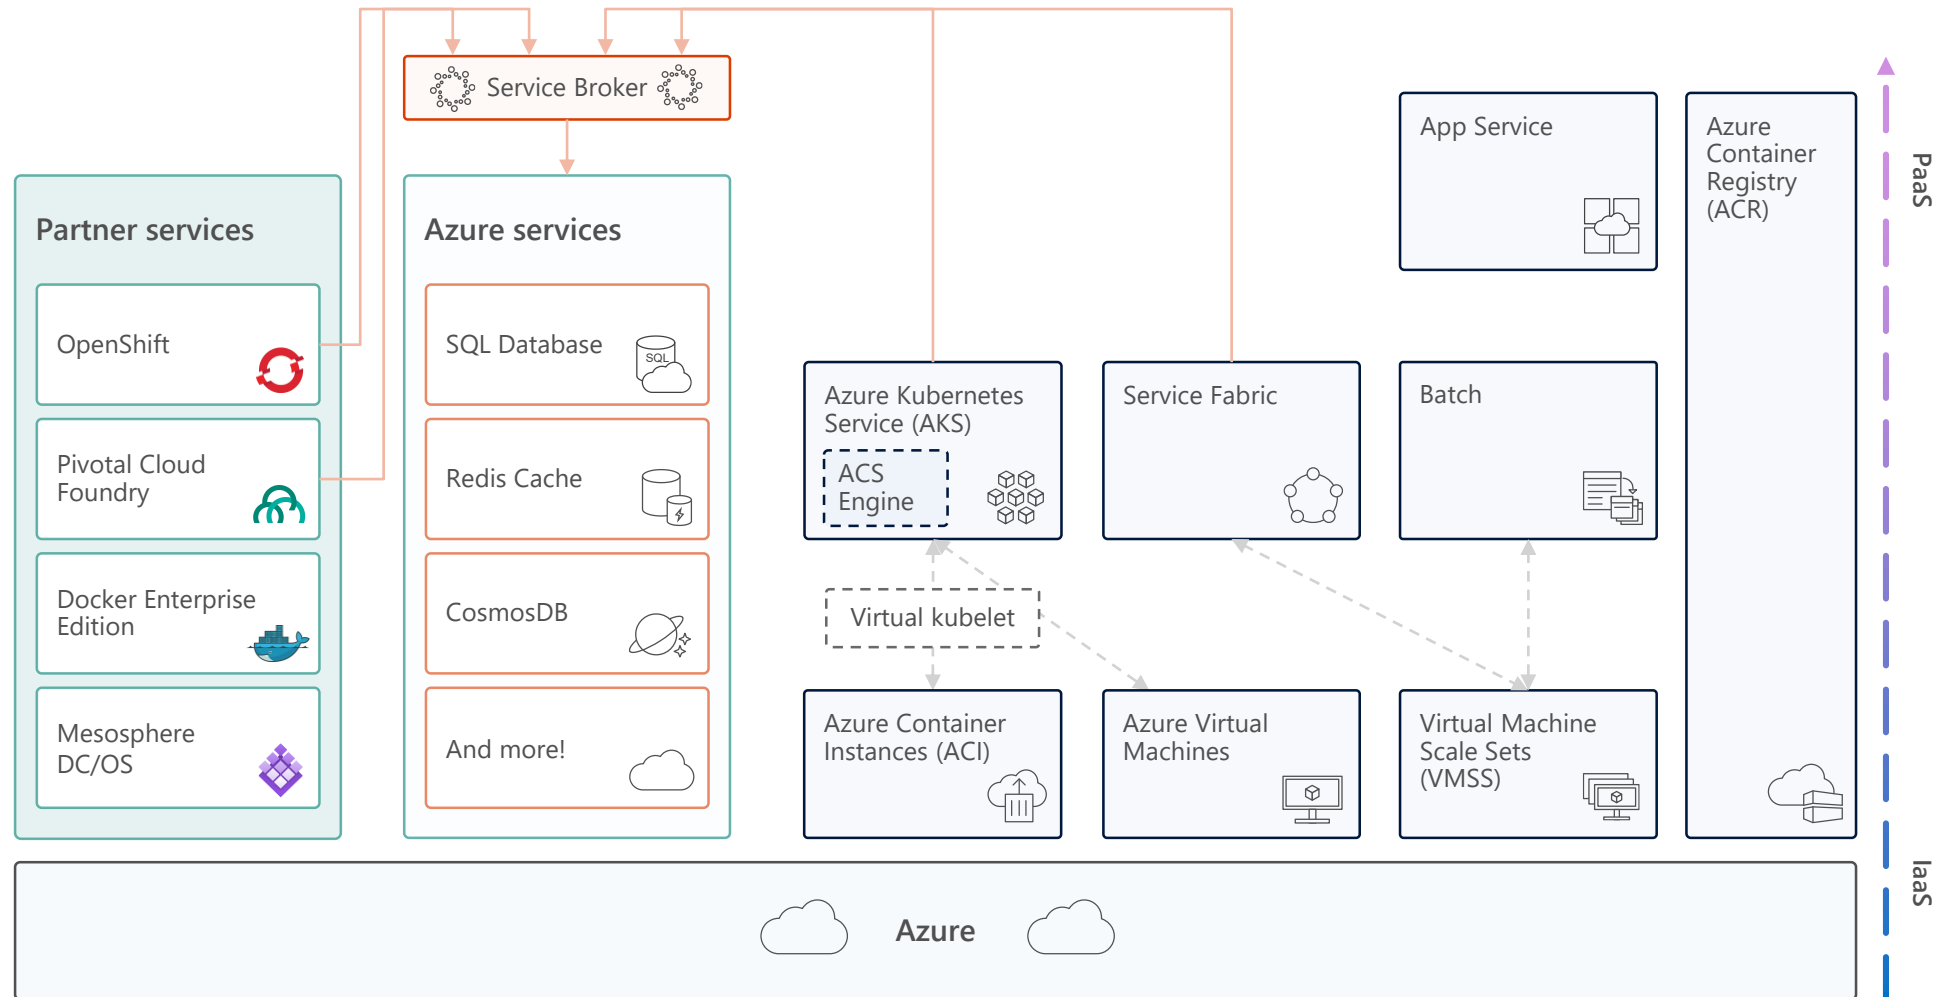 Service Broker
Partner services
OpenShift
Pivotal Cloud
Foundry
Docker Enterprise
Edition
Mesosphere
DC/OS
Azure services
SQL Database
SQL
Redis Cache
CosmosDB
And more!
Azure Kubernetes
Service (AKS)
ACS
Engine
Service Fabric
App Service
Batch
Azure
Container
Registry
(ACR)
Virtual kubelet
Azure Container
Instances (ACI)
Azure Virtual
Machines
Virtual Machine
Scale Sets
(VMSS)
PaaS
IaaS
Azure